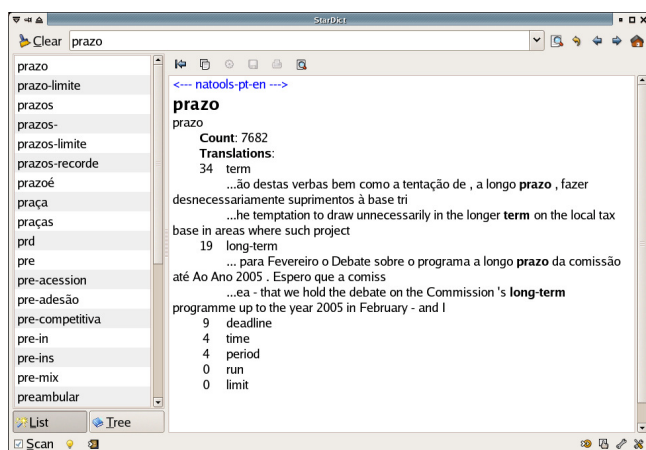 StarDict
Clear prazo
prazo
prazo-limite
prazos
prazos-
prazos-limite
prazos-recorde
prazoé
praça
praças
prd
pre
pre-acession
pre-adesão
pre-competitiva
pre-in
pre-ins
pre-mix
preambular
List Tree
Scan
<--- natools-pt-en --->
prazo
prazo
Count: 7682
Translations:
34 term
...ão destas verbas bem como a tentação de , a longo prazo , fazer
desnecessariamente suprimentos à base tri
...he temptation to draw unnecessarily in the longer term on the local tax
base in areas where such project
19 long-term
... para Fevereiro o Debate sobre o programa a longo prazo da comissão
até Ao Ano 2005 . Espero que a comiss
...ea - that we hold the debate on the Commission 's long-term
programme up to the year 2005 in February - and I
9 deadline
4 time
4 period
0 run
0 limit